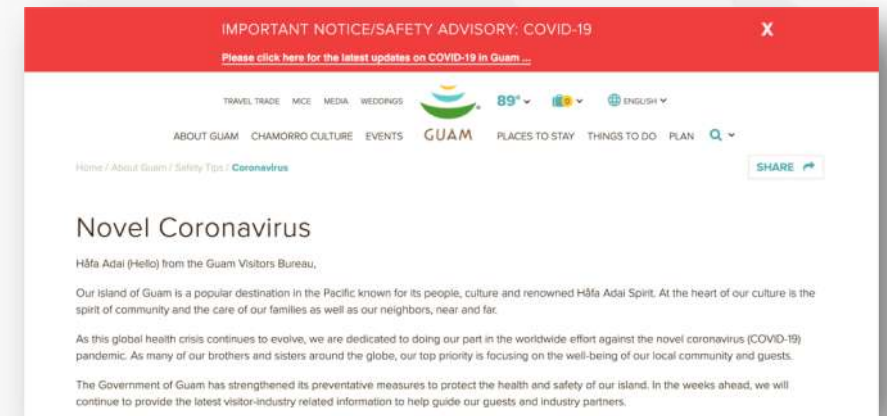 IMPORTANT NOTICE/SAFETY ADVISORY: COVID-19
X
Please click here for the latest updates on COVID-19 in Guam ...
TRAVEL TRADE MICE MEDIA WEDDINGS
89° 0 ENGLISH
ABOUT GUAM CHAMORRO CULTURE EVENTS GUAM PLACES TO STAY THINGS TO DO PLAN
Home / About Guam / Safety Tips / Coronavirus
SHARE
Novel Coronavirus
Håfa Adai (Hello) from the Guam Visitors Bureau,
Our island of Guam is a popular destination in the Pacific known for its people, culture and renowned Håfa Adai Spirit. At the heart of our culture is the
spirit of community and the care of our families as well as our neighbors, near and far.
As this global health crisis continues to evolve, we are dedicated to doing our part in the worldwide effort against the novel coronavirus (COVID-19)
pandemic. As many of our brothers and sisters around the globe, our top priority is focusing on the well-being of our local community and guests.
The Government of Guam has strengthened its preventative measures to protect the health and safety of our island. In the weeks ahead, we will
continue to provide the latest visitor-industry related information to help guide our guests and industry partners.